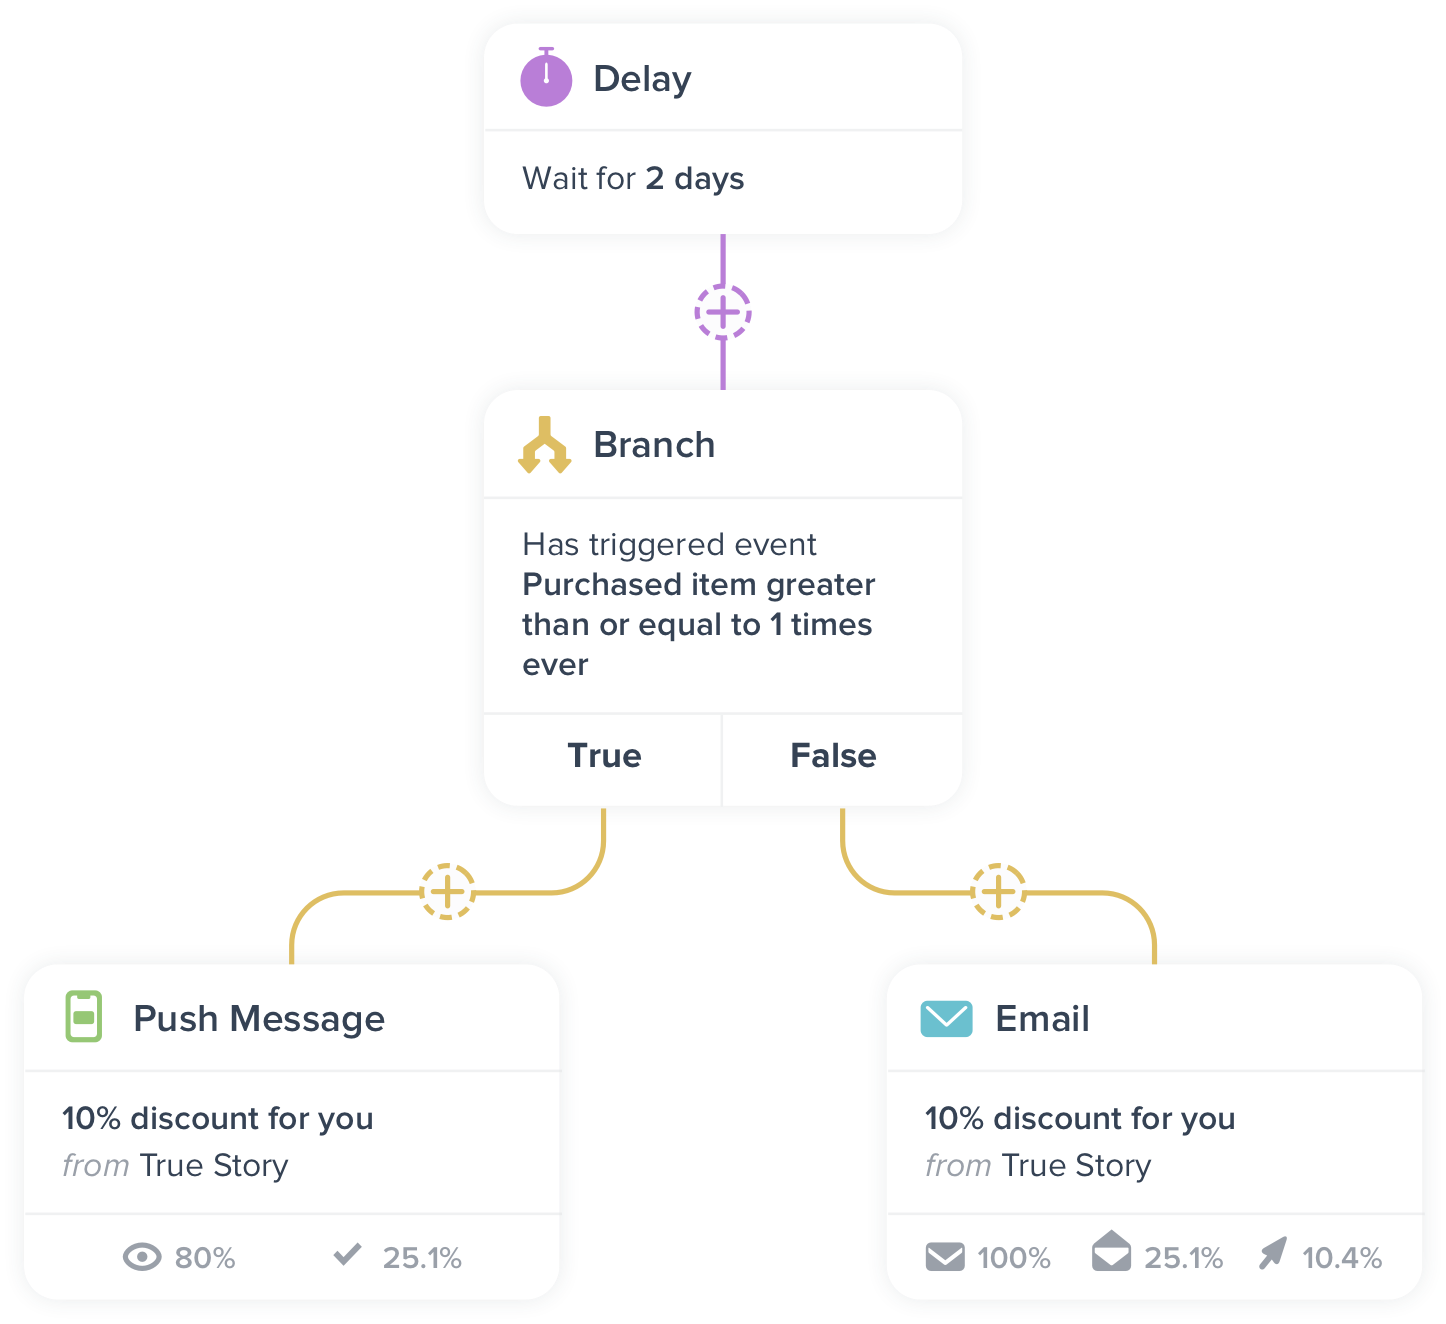 Delay
Wait for 2 days
Branch
Has triggered event
Purchased item greater
than or equal to 1 times
ever
True
False
Push Message
10% discount for you
from True Story
80%
25.1%
Email
10% discount for you
from True Story
100%
25.1%
10.4%